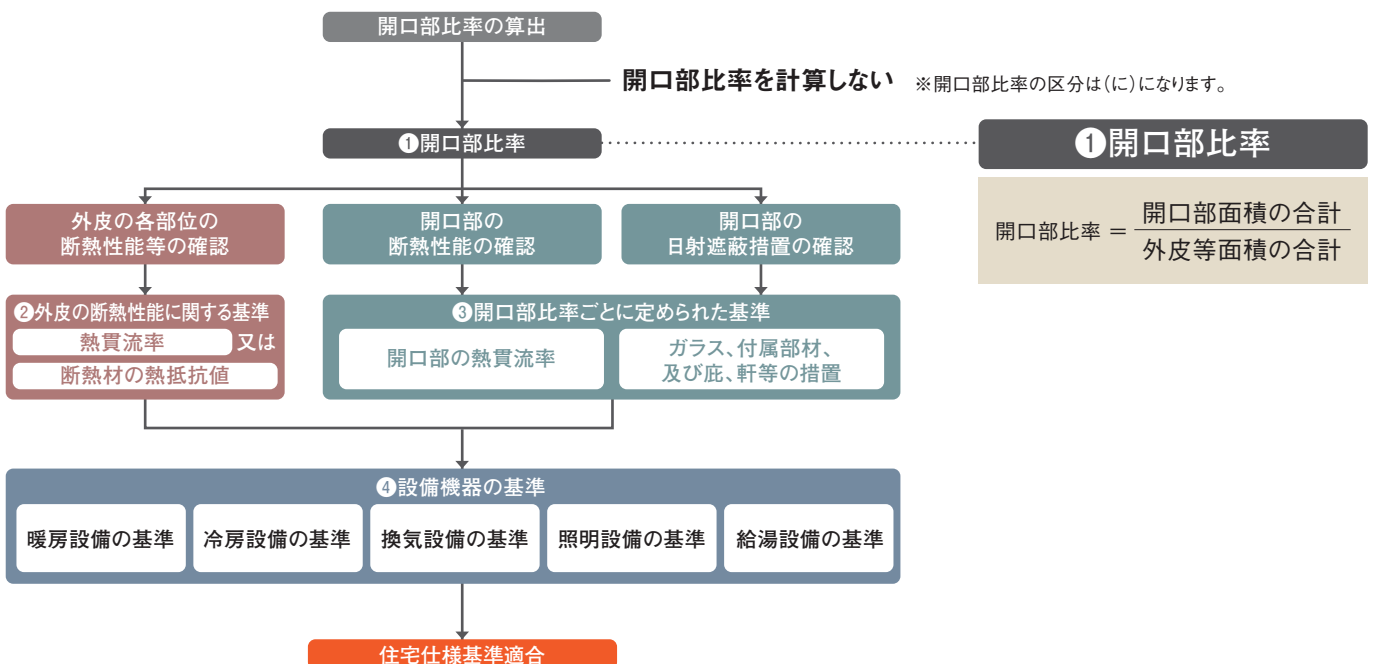 開口部比率の算出
開口部比率を計算しない ※開口部比率の区分は(に)になります。
❶開口部比率
❶開口部比率
開口部比率 = 開口部面積の合計
外皮等面積の合計
外皮の各部位の
断熱性能等の確認
開口部の
断熱性能の確認
開口部の
日射遮蔽措置の確認
❷外皮の断熱性能に関する基準
熱貫流率 又は
断熱材の熱抵抗値
❸開口部比率ごとに定められた基準
開口部の熱貫流率
ガラス、付属部材、
及び庇、軒等の措置
❹設備機器の基準
暖房設備の基準
冷房設備の基準
換気設備の基準
照明設備の基準
給湯設備の基準
住宅仕様基準適合